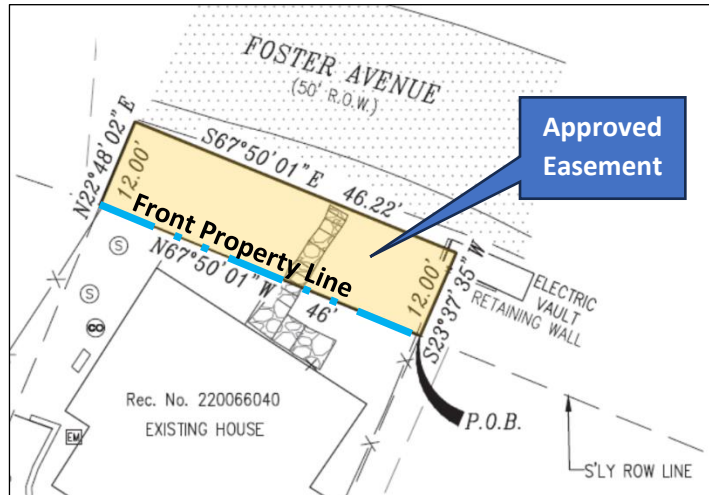 FOSTER AVENUE
(50' R.O.W.)
Approved
Easement
N22°48'02"E
12.00'
S67°50'01"E 46.22'
Front Property Line
N67°50'01"W
46'
12.00'
S23°37'35"W
ELECTRIC
VAULT
RETAINING WALL
S
S
CO
EM
Rec. No. 220066040
EXISTING HOUSE
P.O.B.
S'LY ROW LINE